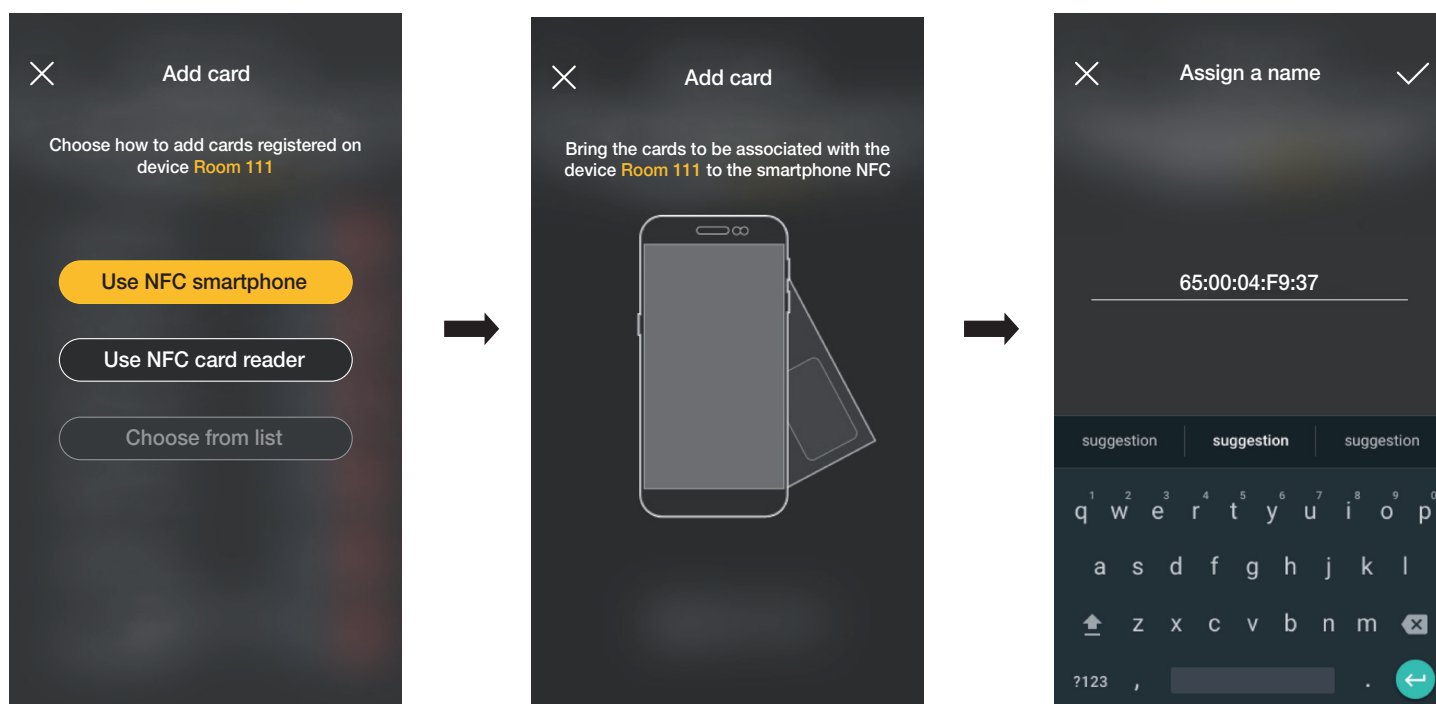 Add card
Choose how to add cards registered on
device Room 111
Use NFC smartphone
Use NFC card reader
Choose from list
Add card
Bring the cards to be associated with the
device Room 111 to the smartphone NFC
Assign a name
65:00:04:F9:37
suggestion suggestion suggestion
1 2 3 4 5 6 7 8 9 0
q w e r t y u i o p
a s d f g h j k l
z x c v b n m
?123 , .